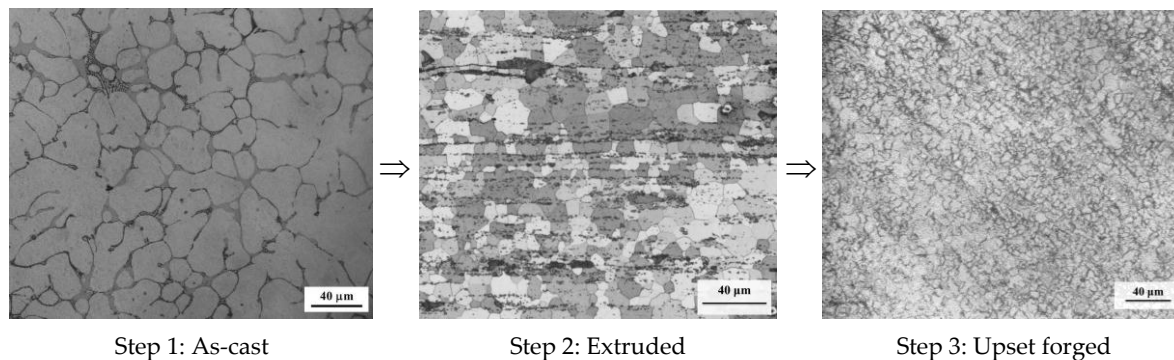 40 µm
⇒
40 µm
⇒
40 µm
Step 1: As-cast
Step 2: Extruded
Step 3: Upset forged